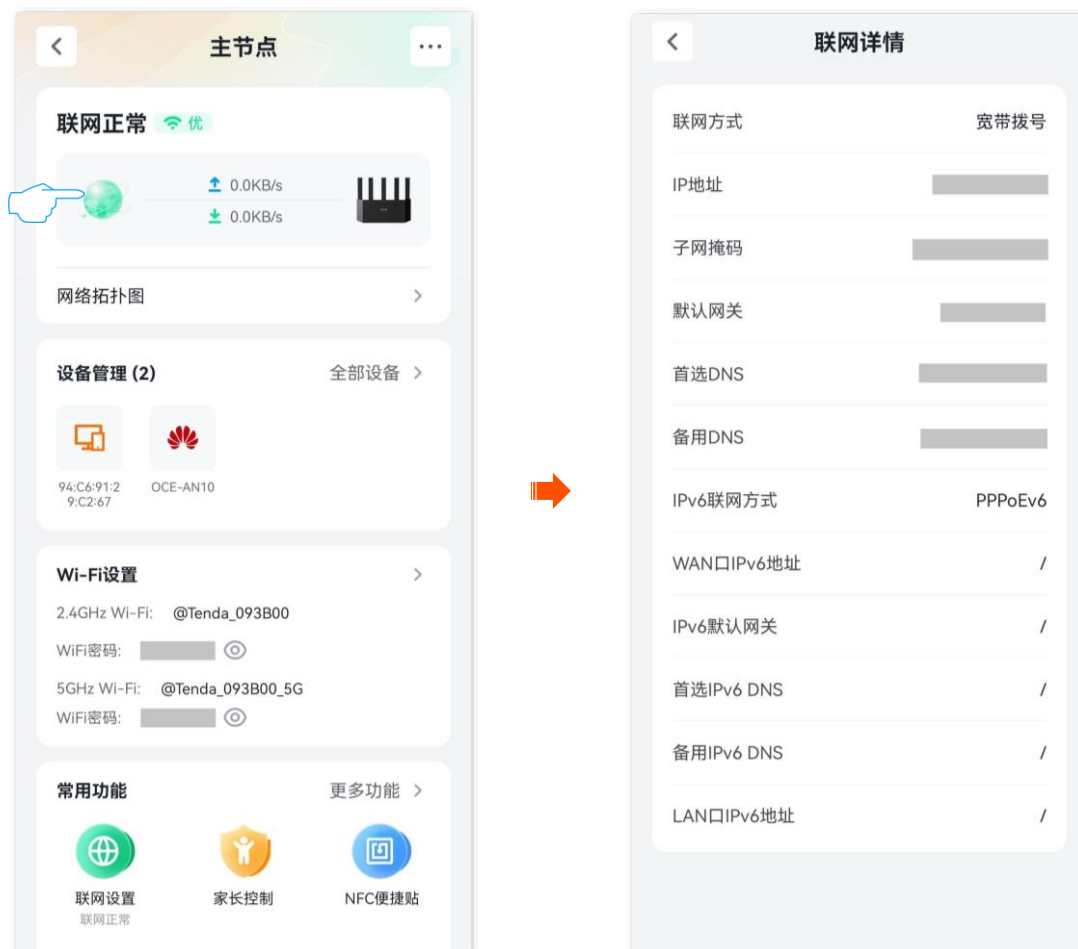 主节点
联网正常
优
0.0KB/s
0.0KB/s
网络拓扑图
设备管理 (2)
全部设备
94:C6:91:2
9:C2:67
OCE-AN10
Wi-Fi设置
2.4GHz Wi-Fi: @Tenda_093B00
WiFi密码:
5GHz Wi-Fi: @Tenda_093B00_5G
WiFi密码:
常用功能
更多功能
联网设置
联网正常
家长控制
NFC便捷贴
联网详情
联网方式 宽带拨号
IP地址
子网掩码
默认网关
首选DNS
备用DNS
IPv6联网方式 PPPoEv6
WAN口IPv6地址 /
IPv6默认网关 /
首选IPv6 DNS /
备用IPv6 DNS /
LAN口IPv6地址 /